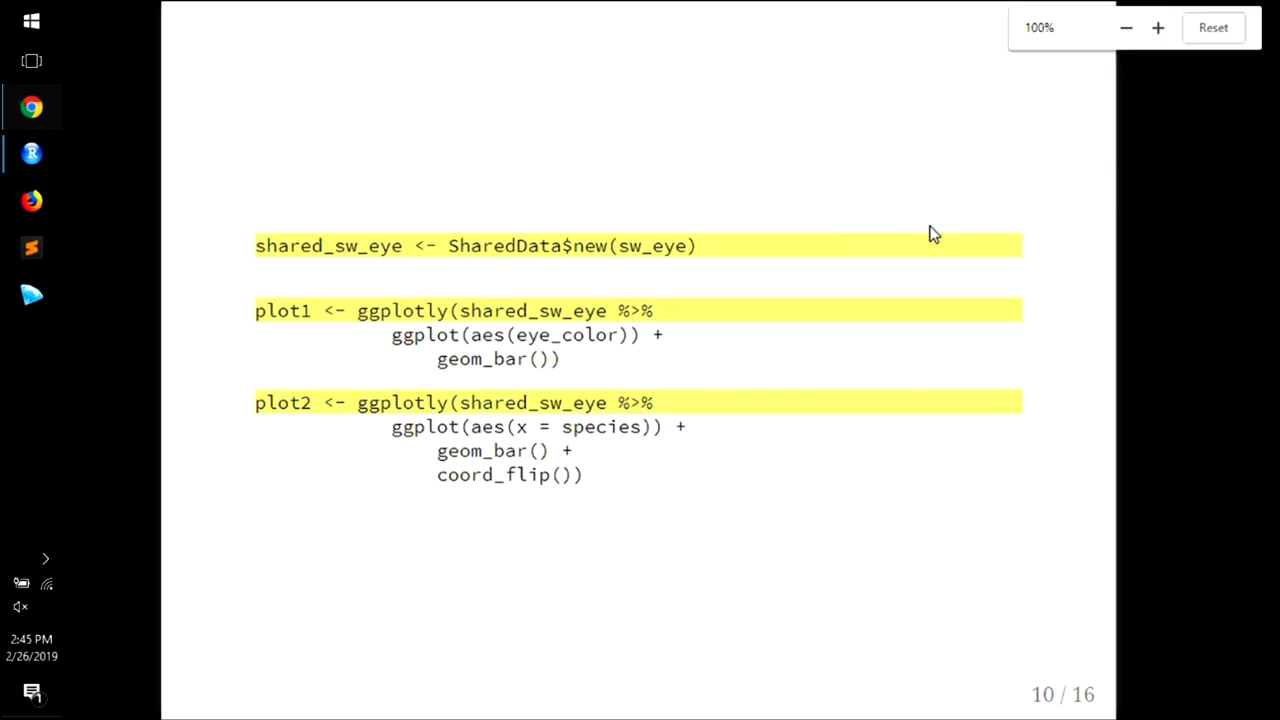 100%
Reset
shared_sw_eye <- SharedData$new(sw_eye)
plot1 <- ggplotly(shared_sw_eye %>%
ggplot(aes(eye_color)) +
geom_bar())
plot2 <- ggplotly(shared_sw_eye %>%
ggplot(aes(x = species)) +
geom_bar() +
coord_flip())
2:45 PM
2/26/2019
1
10 / 16